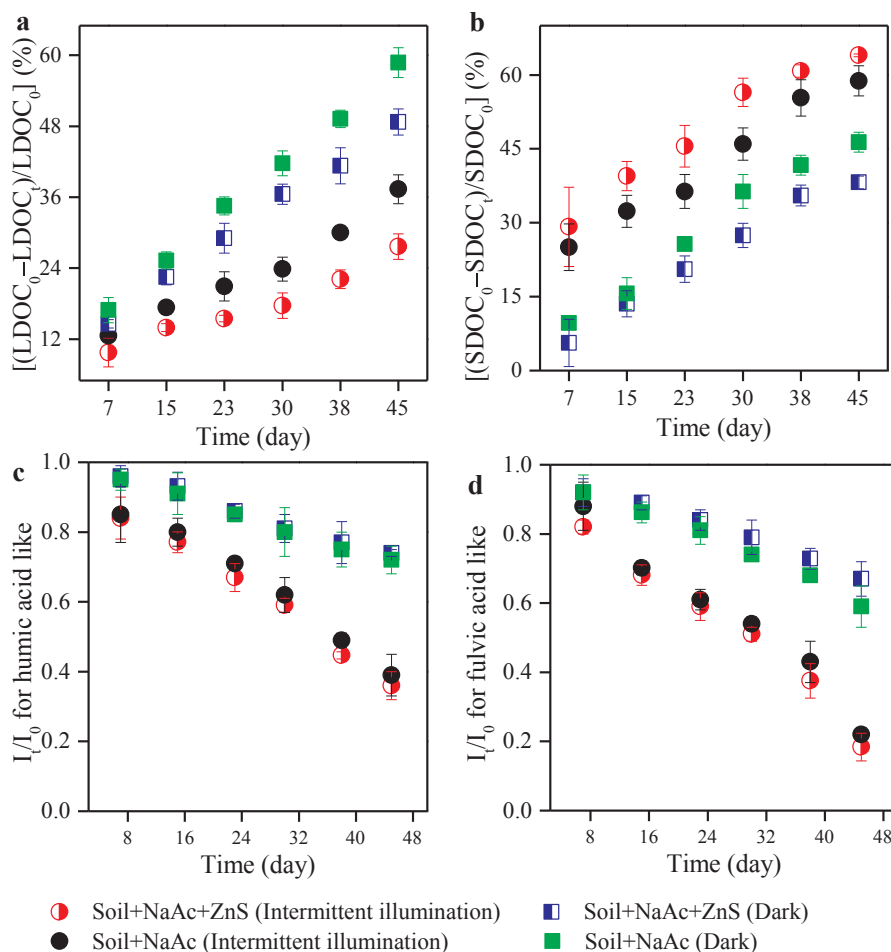 a
[(LDOC0–LDOCt)/LDOC0] (%)
60
48
36
24
12
7 15 23 30 38 45
Time (day)
b
[(SDOC0–SDOCt)/SDOC0] (%)
60
45
30
15
0
7 15 23 30 38 45
Time (day)
c
It/I0 for humic acid like
1.0
0.8
0.6
0.4
0.2
0.0
8 16 24 32 40 48
Time (day)
d
It/I0 for fulvic acid like
1.0
0.8
0.6
0.4
0.2
0.0
8 16 24 32 40 48
Time (day)
Soil+NaAc+ZnS (Intermittent illumination)
Soil+NaAc+ZnS (Dark)
Soil+NaAc (Intermittent illumination)
Soil+NaAc (Dark)